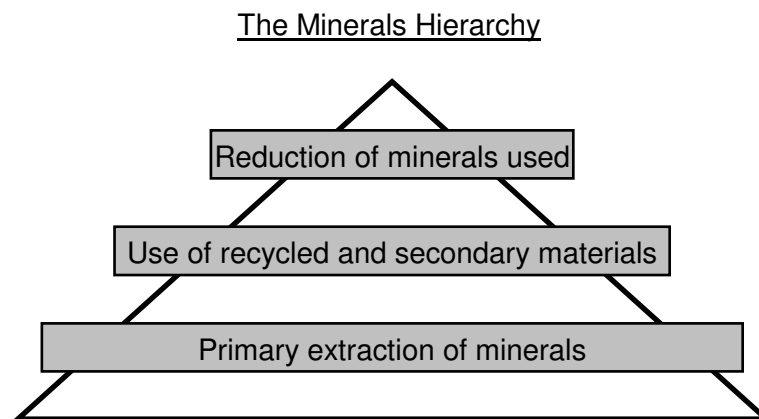 The Minerals Hierarchy
Reduction of minerals used
Use of recycled and secondary materials
Primary extraction of minerals